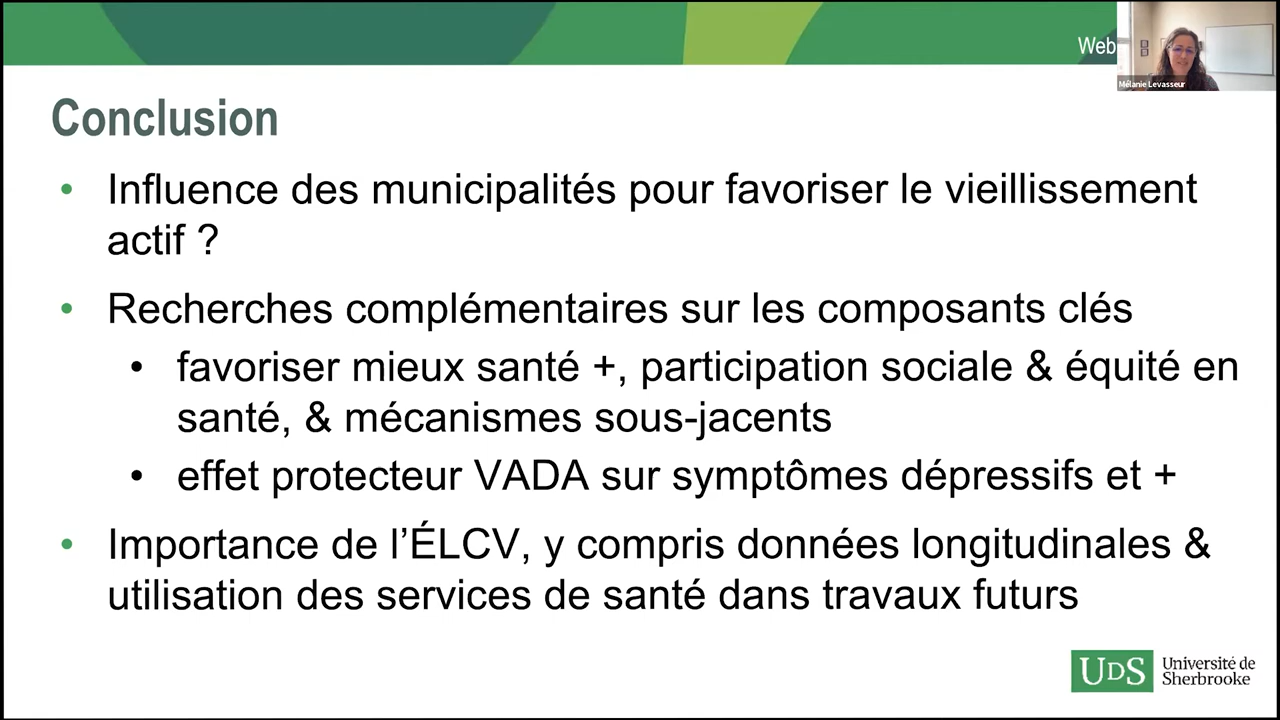 Web
Mélanie Levasseur
Conclusion
• Influence des municipalités pour favoriser le vieillissement
actif ?
• Recherches complémentaires sur les composants clés
• favoriser mieux santé +, participation sociale & équité en
santé, & mécanismes sous-jacents
• effet protecteur VADA sur symptômes dépressifs et +
• Importance de l’ÉLCV, y compris données longitudinales &
utilisation des services de santé dans travaux futurs
UDS
Université de
Sherbrooke